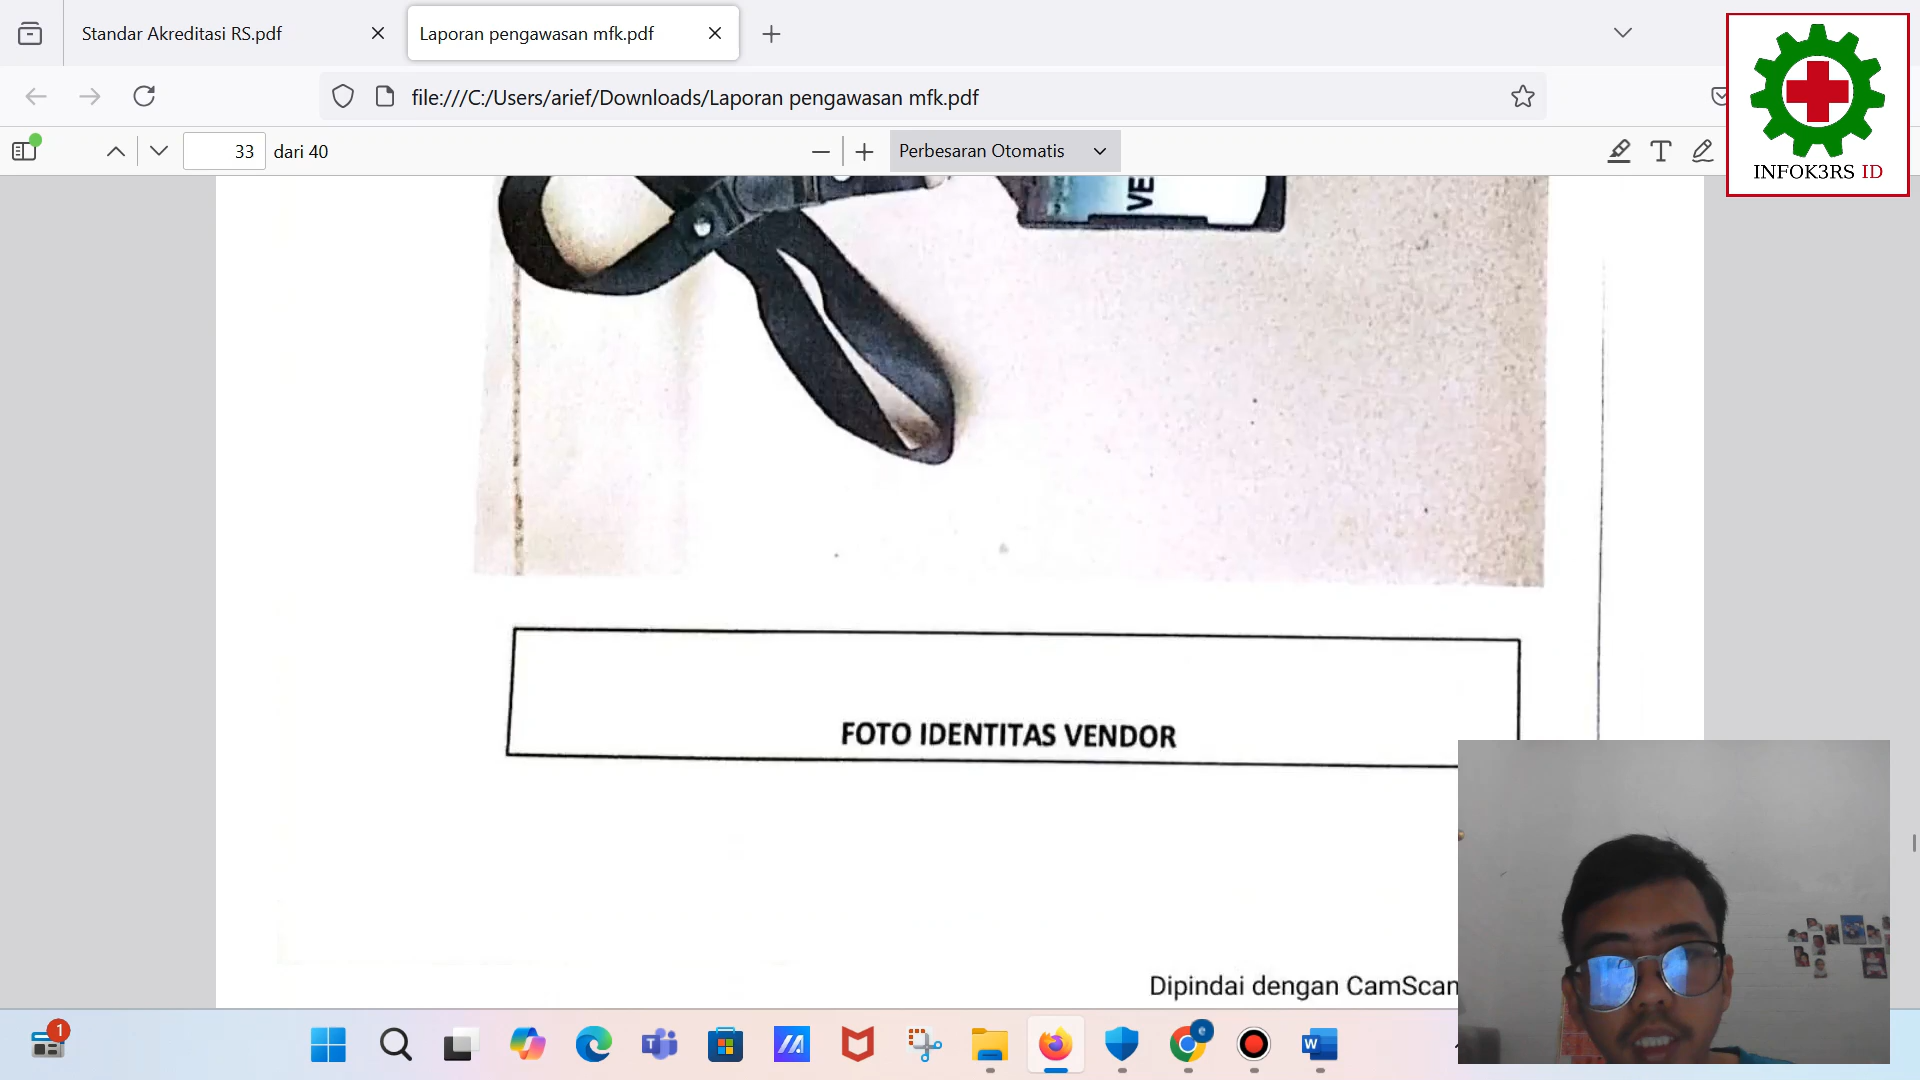 Standar Akreditasi RS.pdf
Laporan pengawasan mfk.pdf
file:///C:/Users/arief/Downloads/Laporan pengawasan mfk.pdf
33 dari 40
Perbesaran Otomatis
INFOK3RS ID
VE
FOTO IDENTITAS VENDOR
Dipindai dengan CamScan
1
e
W